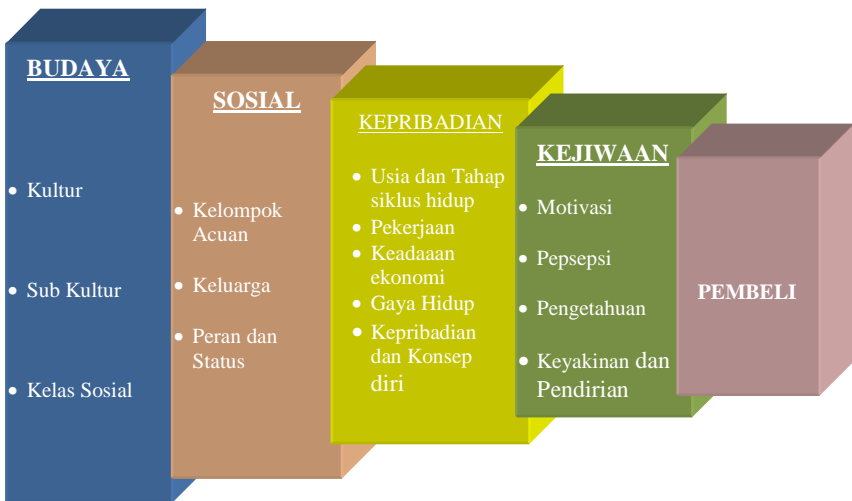 BUDAYA
• Kultur
• Sub Kultur
• Kelas Sosial
SOSIAL
• Kelompok
Acuan
• Keluarga
• Peran dan
Status
KEPRIBADIAN
• Usia dan Tahap
siklus hidup
• Pekerjaan
• Keadaaan
ekonomi
• Gaya Hidup
• Kepribadian
dan Konsep
diri
KEJIWAAN
• Motivasi
• Pepsepsi
• Pengetahuan
• Keyakinan dan
Pendirian
PEMBELI